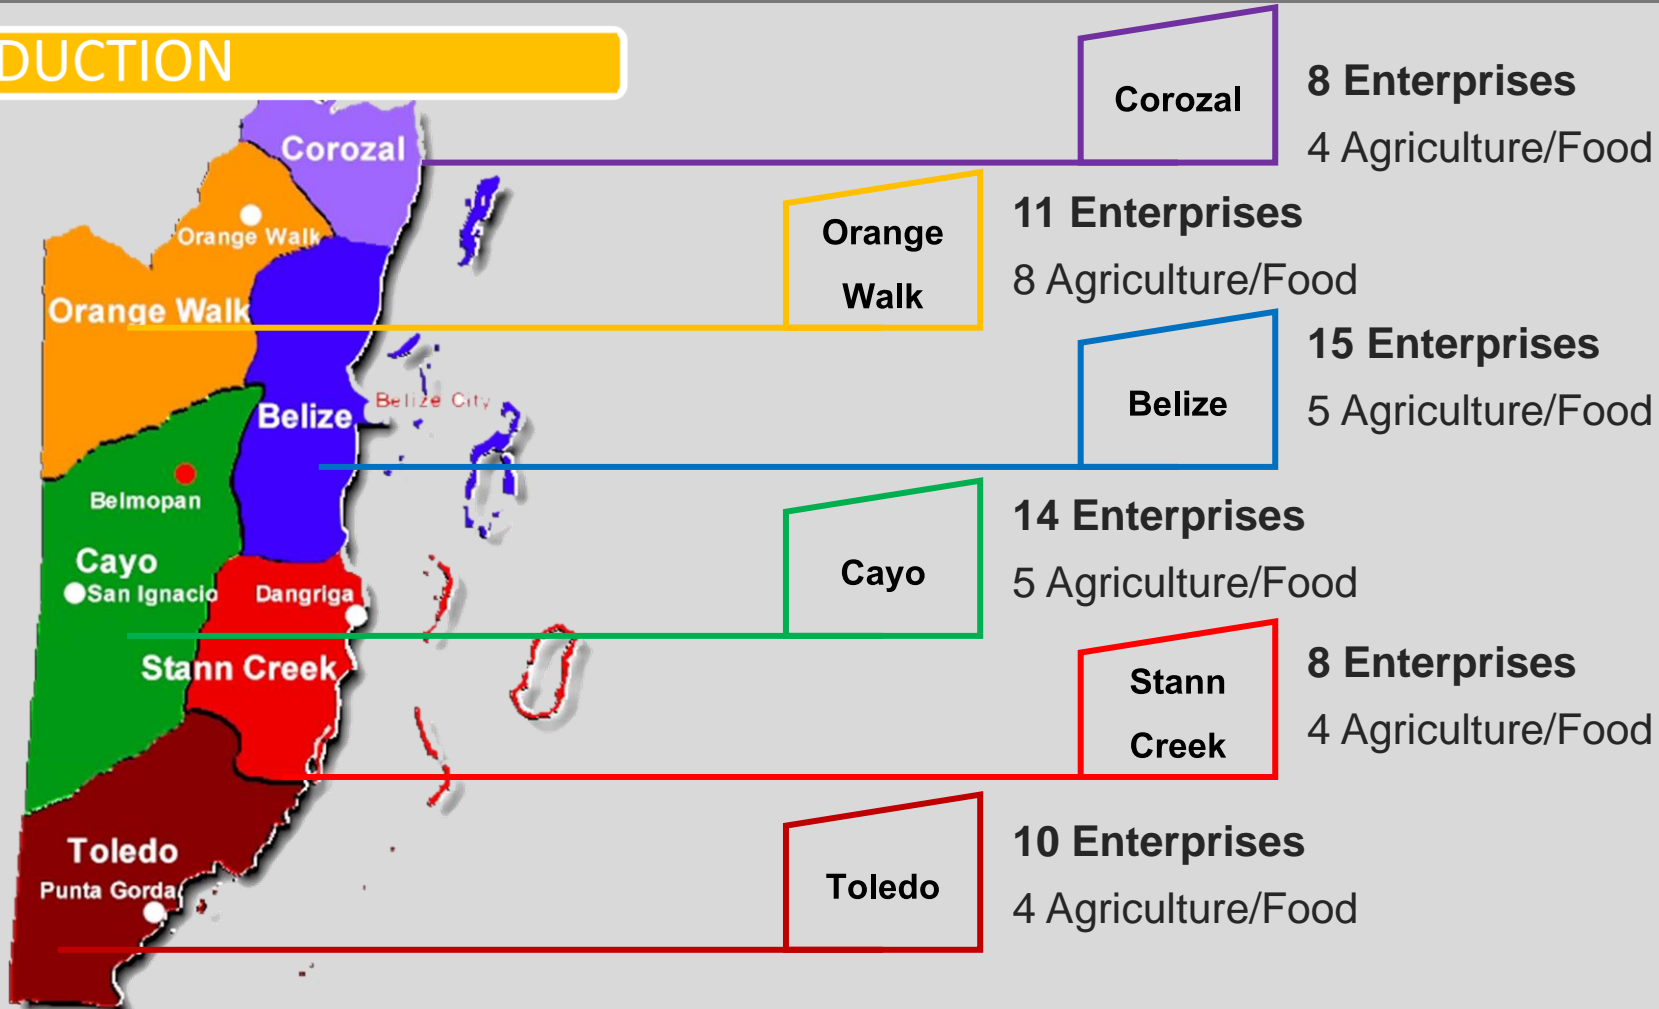 DUCTION
Corozal
Orange Walk
Orange Walk
Belize City
Belize
Belmopan
Cayo
San Ignacio
Dangriga
Stann Creek
Toledo
Punta Gorda
Corozal
8 Enterprises
4 Agriculture/Food
Orange
Walk
11 Enterprises
8 Agriculture/Food
Belize
15 Enterprises
5 Agriculture/Food
Cayo
14 Enterprises
5 Agriculture/Food
Stann
Creek
8 Enterprises
4 Agriculture/Food
Toledo
10 Enterprises
4 Agriculture/Food